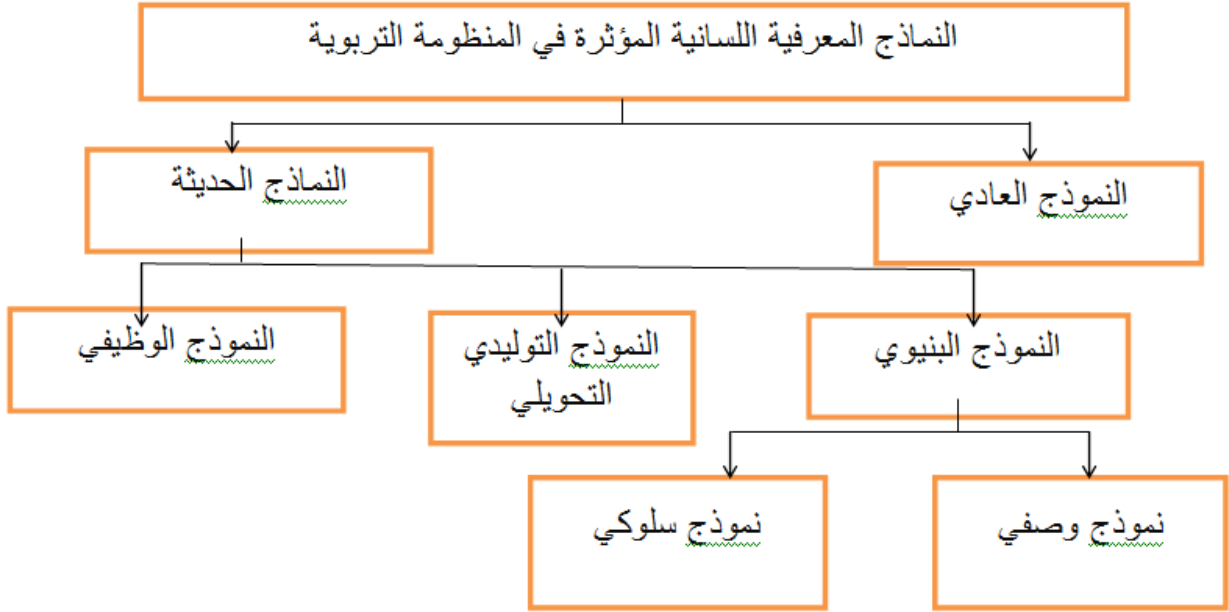 النماذج المعرفية اللسانية المؤثرة في المنظومة التربوية
النموذج العادي
النماذج الحديثة
النموذج البنيوي
النموذج التوليدي
التحويلي
النموذج الوظيفي
نموذج وصفي
نموذج سلوكي